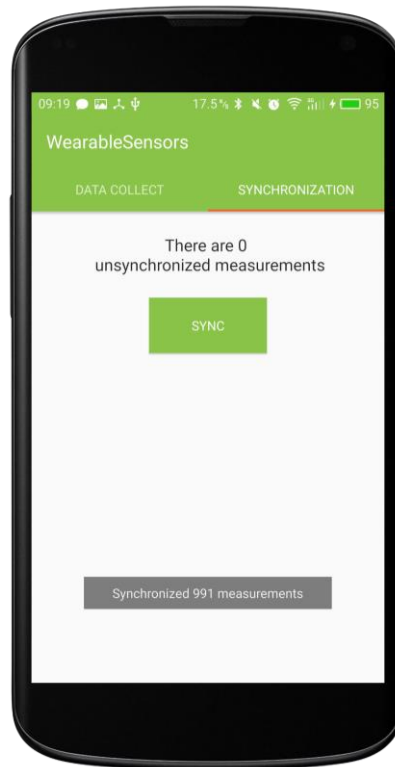 09:19 17.5% 95
WearableSensors
DATA COLLECT SYNCHRONIZATION
There are 0
unsynchronized measurements
SYNC
Synchronized 991 measurements